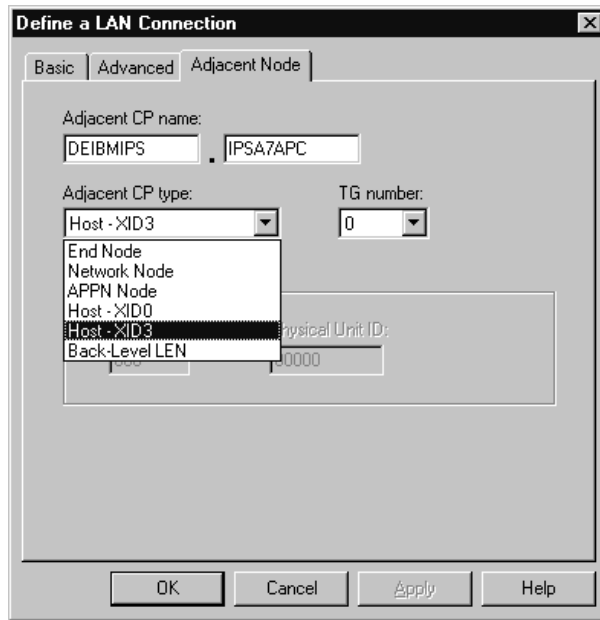 Define a LAN Connection
Basic Advanced Adjacent Node
Adjacent CP name:
DEIBMIPS . IPSA7APC
Adjacent CP type: TG number:
Host - XID3 0
End Node
Network Node
APPN Node
Host - XID0
Host - XID3
Back-Level LEN
hysical Unit ID:
00000
OK Cancel Apply Help